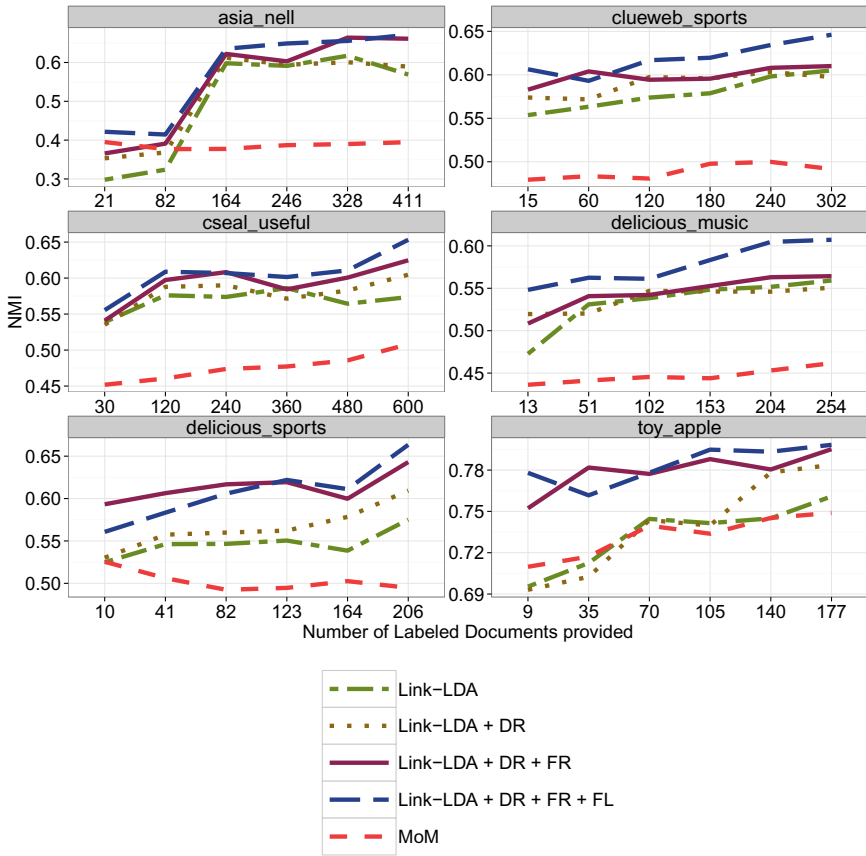 asia_nell
clueweb_sports
0.6
0.5
0.4
0.3
21 82 164 246 328 411
0.60
0.55
0.50
15 60 120 180 240 302
cseal_useful
delicious_music
NMI
0.65
0.60
0.55
0.50
0.45
30 120 240 360 480 600
0.60
0.55
0.50
0.45
13 51 102 153 204 254
delicious_sports
toy_apple
0.65
0.60
0.55
0.50
10 41 82 123 164 206
0.78
0.75
0.72
0.69
9 35 70 105 140 177
Number of Labeled Documents provided
Link−LDA
Link−LDA + DR
Link−LDA + DR + FR
Link−LDA + DR + FR + FL
MoM